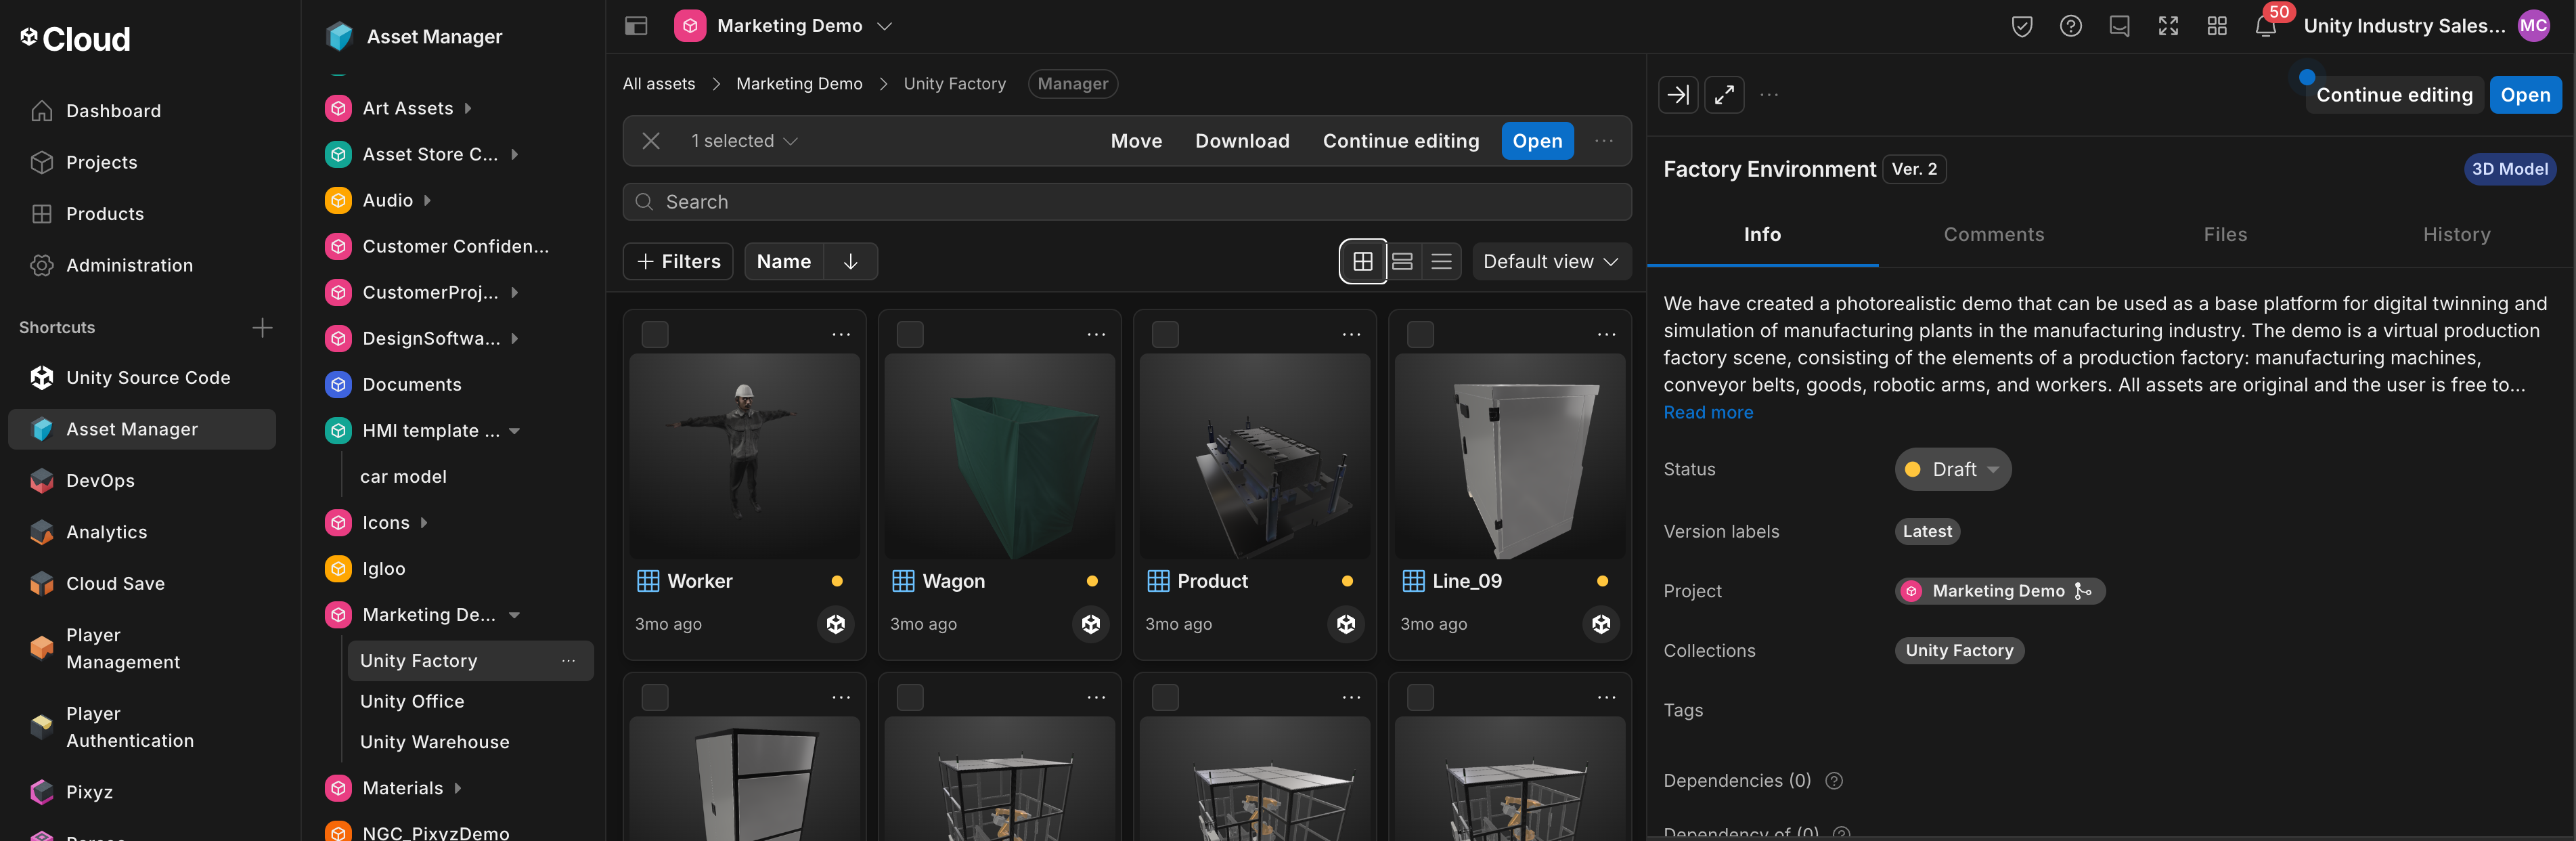 Cloud
Dashboard
Projects
Products
Administration
Shortcuts
Unity Source Code
Asset Manager
DevOps
Analytics
Cloud Save
Player
Management
Player
Authentication
Pixyz
Asset Manager
Art Assets
Asset Store C...
Audio
Customer Confiden...
CustomerProj...
DesignSoftwa...
Documents
HMI template ...
car model
Icons
Igloo
Marketing De...
Unity Factory
Unity Office
Unity Warehouse
Materials
NGC_PixyzDemo
Marketing Demo
50
Unity Industry Sales...
MC
All assets > Marketing Demo > Unity Factory Manager
1 selected
Move Download Continue editing Open
Search
+ Filters
Name
Default view
Worker
3mo ago
Wagon
3mo ago
Product
3mo ago
Line_09
3mo ago
Continue editing Open
Factory Environment Ver. 2
3D Model
Info Comments Files History
We have created a photorealistic demo that can be used as a base platform for digital twinning and
simulation of manufacturing plants in the manufacturing industry. The demo is a virtual production
factory scene, consisting of the elements of a production factory: manufacturing machines,
conveyor belts, goods, robotic arms, and workers. All assets are original and the user is free to...
Read more
Status Draft
Version labels Latest
Project Marketing Demo
Collections Unity Factory
Tags
Dependencies (0)
Dependency of (0)